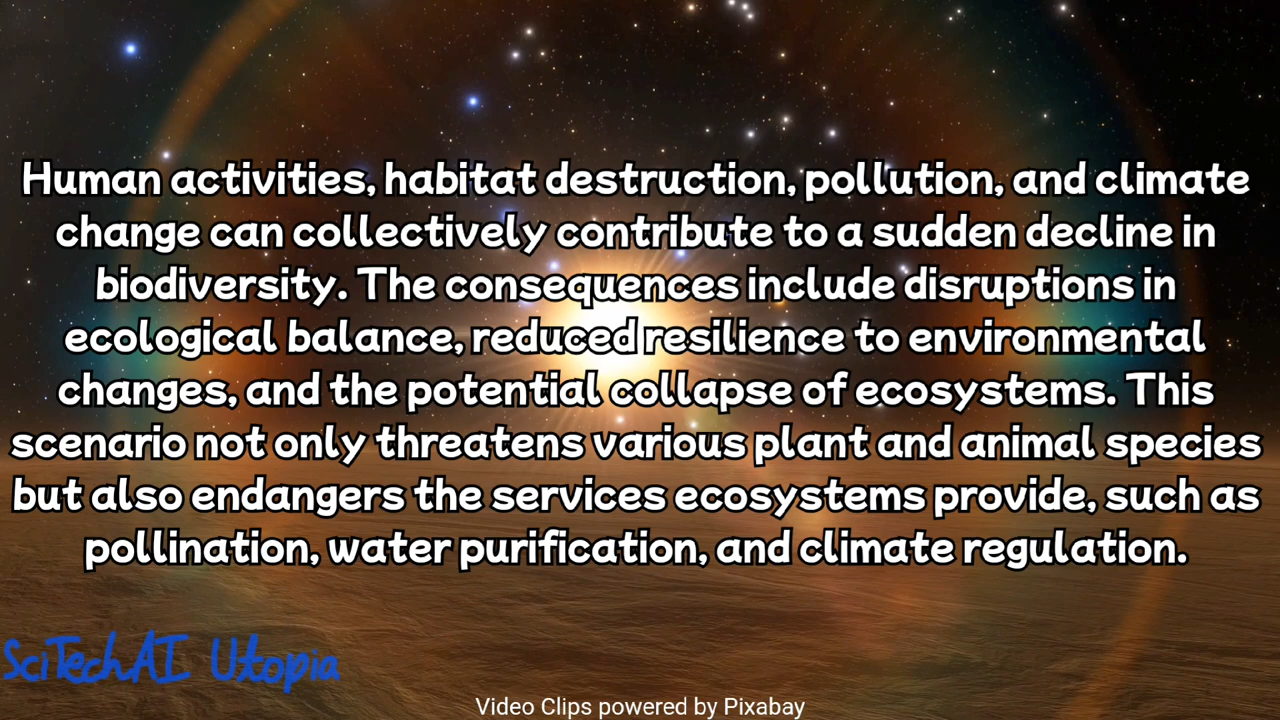 Human activities, habitat destruction, pollution, and climate
change can collectively contribute to a sudden decline in
biodiversity. The consequences include disruptions in
ecological balance, reduced resilience to environmental
changes, and the potential collapse of ecosystems. This
scenario not only threatens various plant and animal species
but also endangers the services ecosystems provide, such as
pollination, water purification, and climate regulation.
SciTechAI Utopia
Video Clips powered by Pixabay